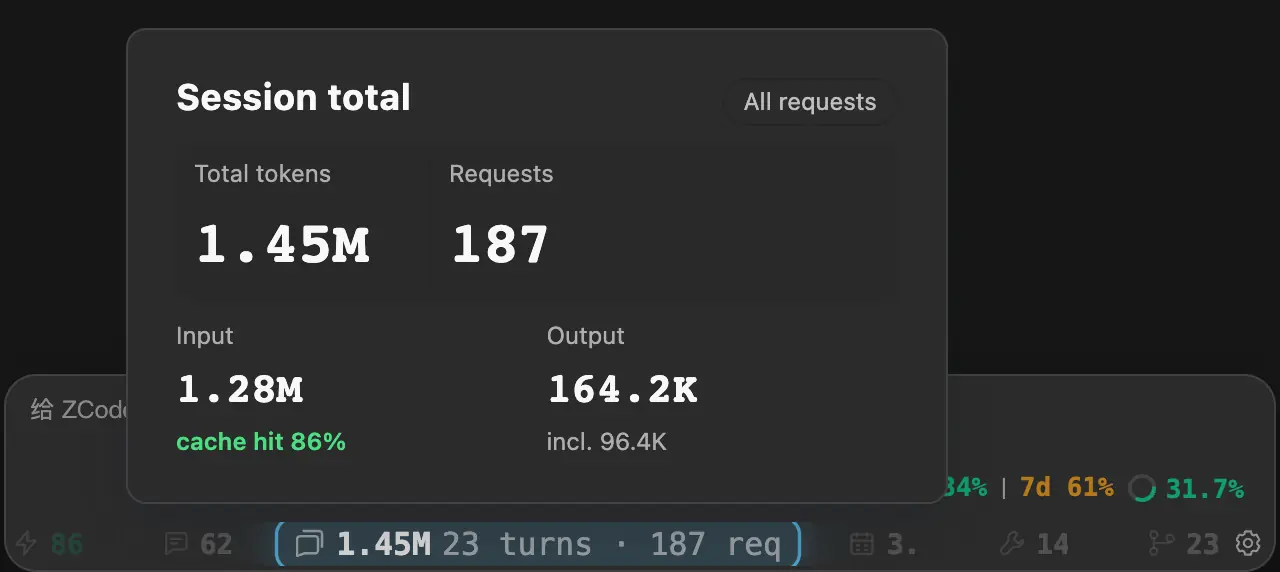 Session total
All requests
Total tokens
Requests
1.45M
187
Input
Output
1.28M
164.2K
cache hit 86%
incl. 96.4K
给 ZCode
34% | 7d 61% 31.7%
86
62
1.45M 23 turns · 187 req
3.
14
23